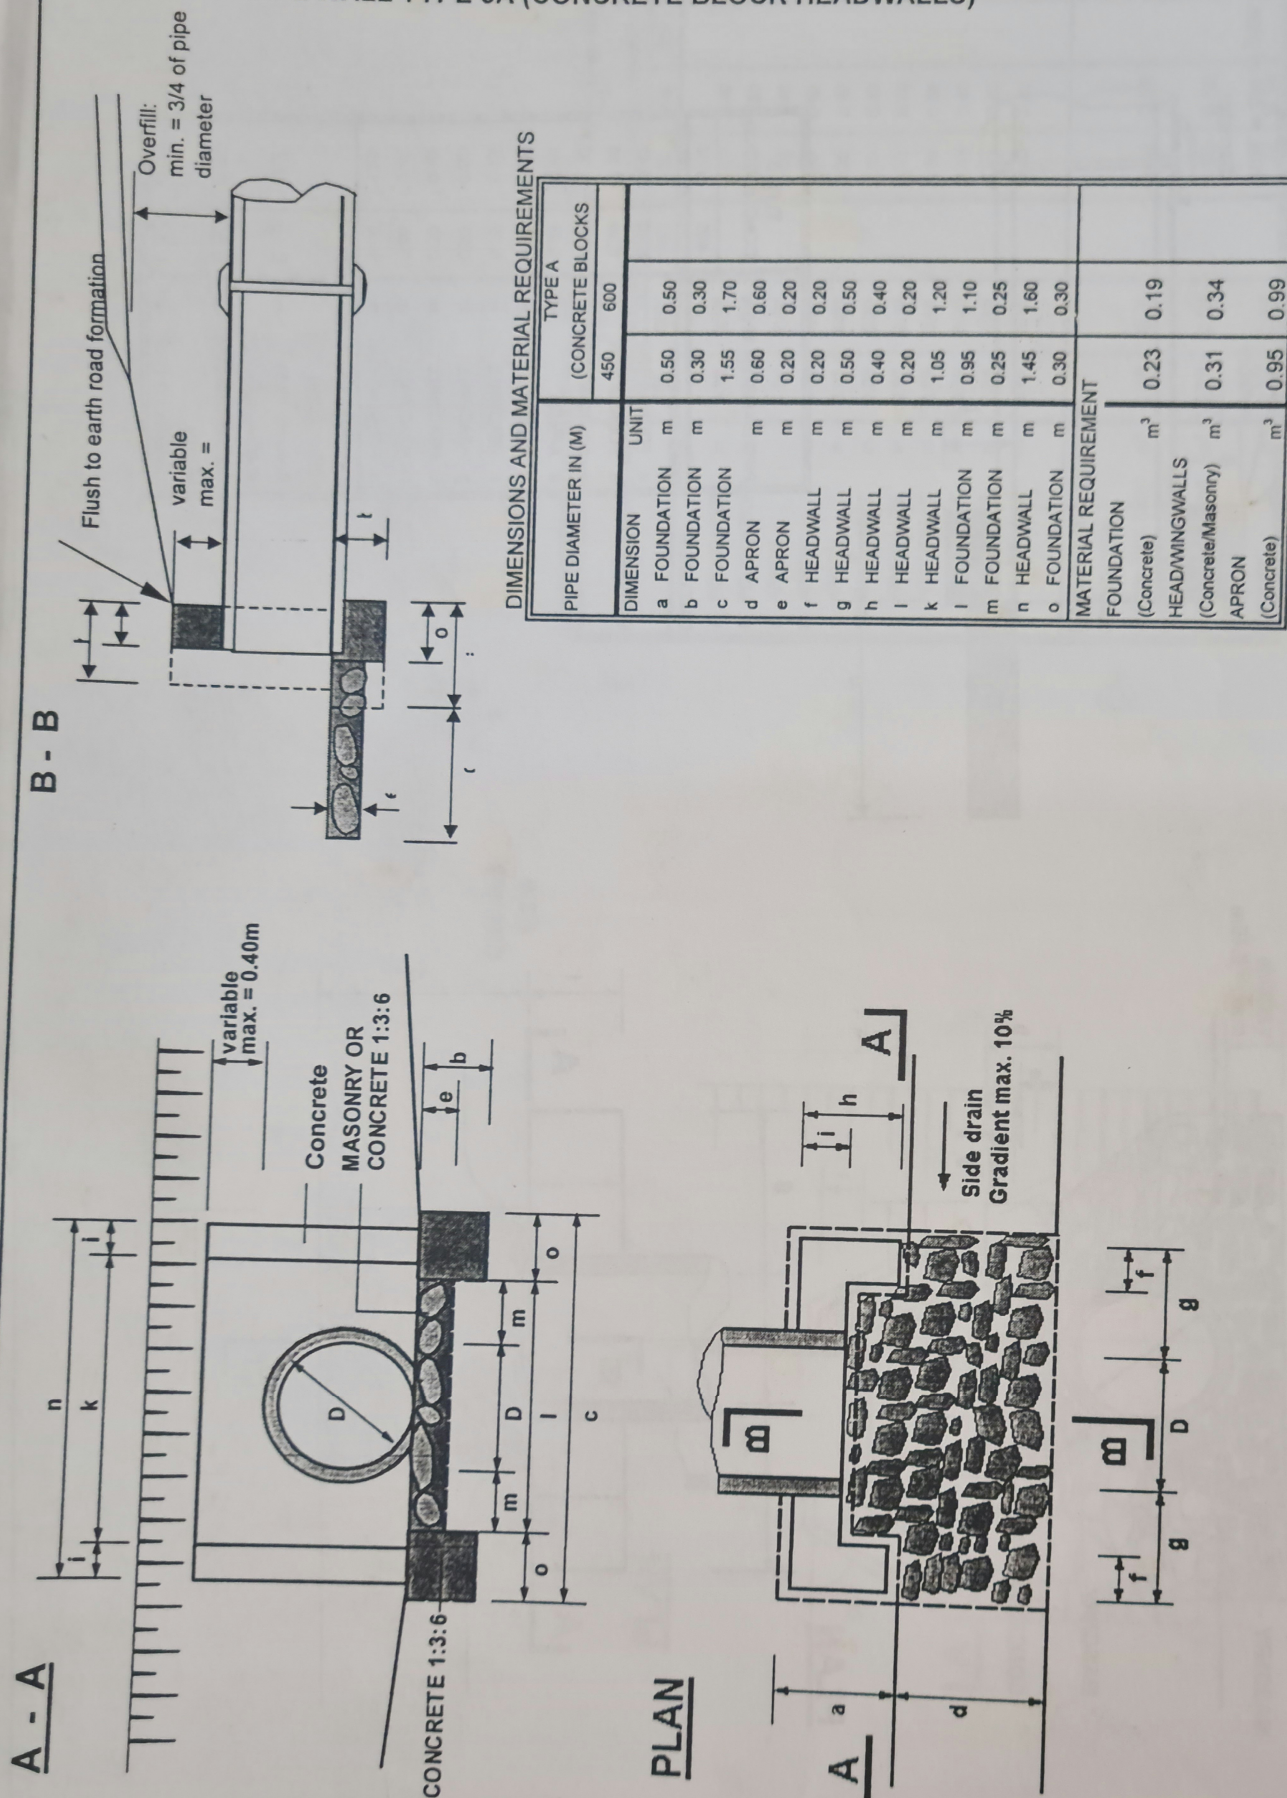 (CONCRETE BLOCK HEADWALLS)
A - A
n
i
k
i
variable
max. = 0.40m
Concrete
MASONRY OR
CONCRETE 1:3:6
D
e
b
CONCRETE 1:3:6
o
m
D
m
o
l
c
B - B
Flush to earth road formation
Overfill:
min. = 3/4 of pipe
diameter
variable
max. =
o
PLAN
a
d
A
A
B
B
i
h
Side drain
Gradient max. 10%
f
f
g
D
g
DIMENSIONS AND MATERIAL REQUIREMENTS
PIPE DIAMETER IN (M) TYPE A
(CONCRETE BLOCKS
450 600
DIMENSION UNIT
a FOUNDATION m 0.50 0.50
b FOUNDATION m 0.30 0.30
c FOUNDATION 1.55 1.70
d APRON m 0.60 0.60
e APRON m 0.20 0.20
f HEADWALL m 0.20 0.20
g HEADWALL m 0.50 0.50
h HEADWALL m 0.40 0.40
I HEADWALL m 0.20 0.20
k HEADWALL m 1.05 1.20
l FOUNDATION m 0.95 1.10
m FOUNDATION m 0.25 0.25
n HEADWALL m 1.45 1.60
o FOUNDATION m 0.30 0.30
MATERIAL REQUIREMENT
FOUNDATION
(Concrete) m³ 0.23 0.19
HEAD/WINGWALLS
(Concrete/Masonry) m³ 0.31 0.34
APRON
(Concrete) m³ 0.95 0.99